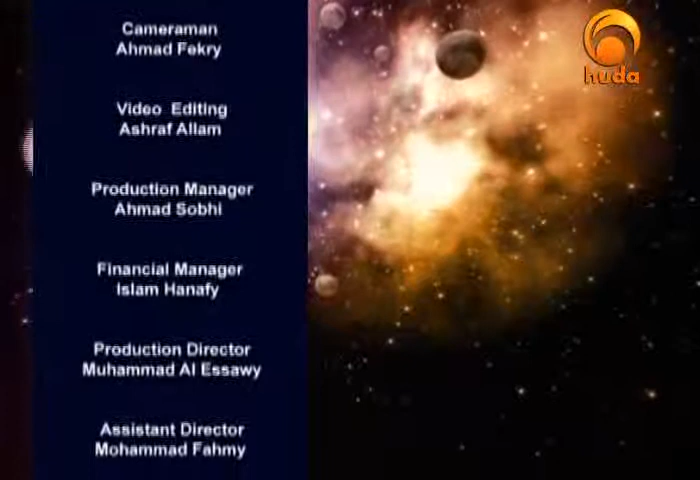 Cameraman
Ahmad Fekry
Video Editing
Ashraf Allam
Production Manager
Ahmad Sobhi
Financial Manager
Islam Hanafy
Production Director
Muhammad Al Essawy
Assistant Director
Mohammad Fahmy
huda